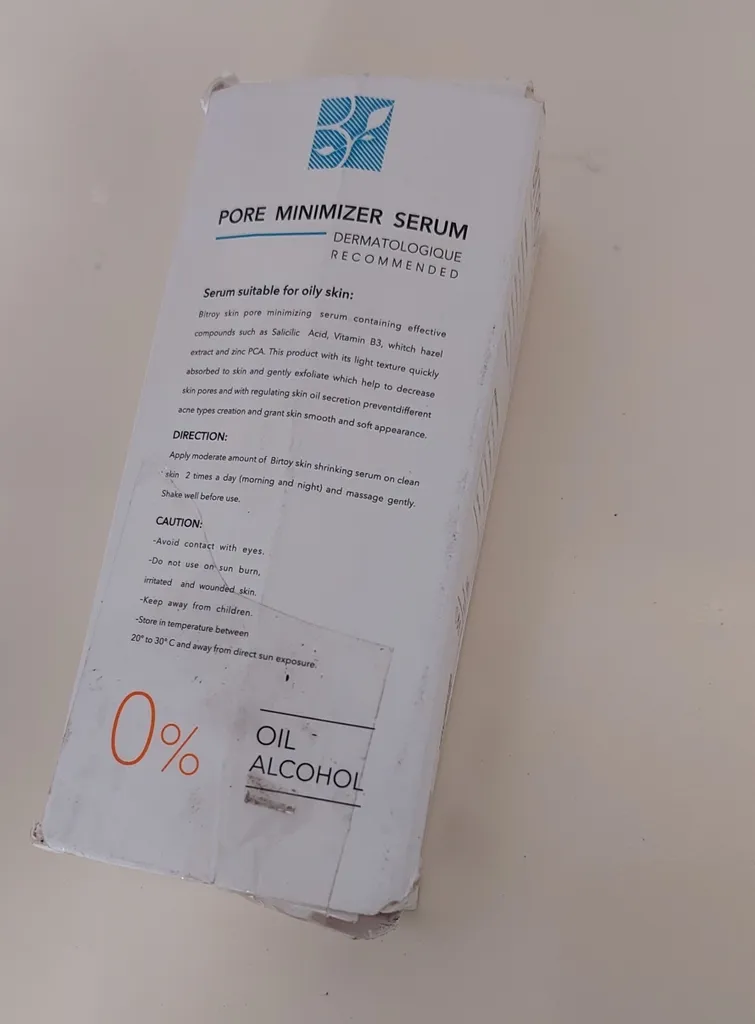 PORE MINIMIZER SERUM
DERMATOLOGIQUE
RECOMMENDED
Serum suitable for oily skin:
Bitroy skin pore minimizing serum containing effective
compounds such as Salicilic Acid, Vitamin B3, whitch hazel
extract and zinc PCA. This product with its light texture quickly
absorbed to skin and gently exfoliate which help to decrease
skin pores and with regulating skin oil secretion preventdifferent
acne types creation and grant skin smooth and soft appearance.
DIRECTION:
Apply moderate amount of Birtoy skin shrinking serum on clean
skin 2 times a day (morning and night) and massage gently.
Shake well before use.
CAUTION:
-Avoid contact with eyes.
-Do not use on sun burn,
irritated and wounded skin.
-Keep away from children.
-Store in temperature between
20° to 30° C and away from direct sun exposure.
0%
OIL
ALCOHOL